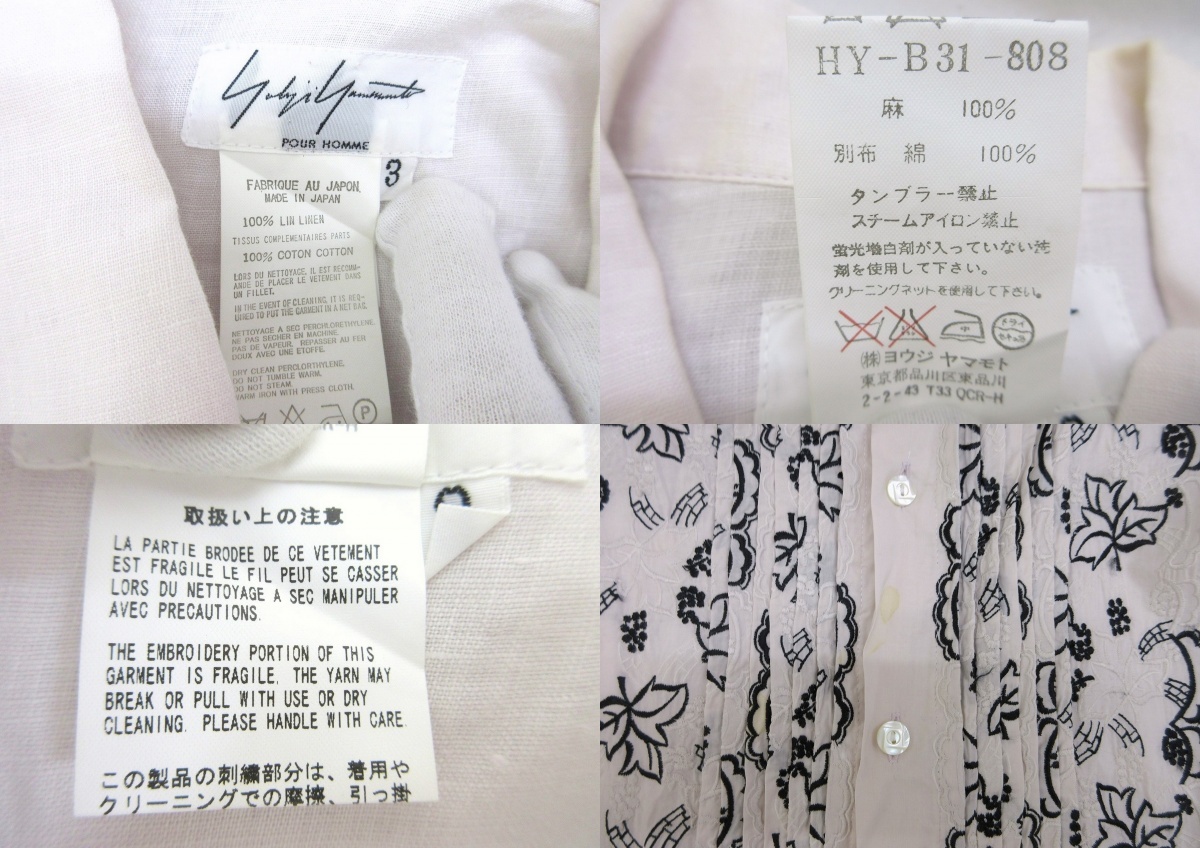 Yohji Yamamoto
POUR HOMME
3
FABRIQUE AU JAPON
MADE IN JAPAN
100% LIN LINEN
TISSUS COMPLEMENTAIRES PARTS
100% COTON COTTON
LORS DU NETTOYAGE, IL EST RECOM-
ANDE DE PLACER LE VETEMENT DANS
UN FILLET.
IN THE EVENT OF CLEANING, IT IS REQ-
UIRED TO PUT THE GARMENT IN A NET BAG.
NETTOYAGE A SEC PERCHLORETHYLENE.
NE PAS SECHER EN MACHINE.
PAS DE VAPEUR. REPASSER AU FER
DOUX AVEC UNE ETOFFE.
DRY CLEAN PERCLORTHYLENE,
DO NOT TUMBLE WARM.
DO NOT STEAM.
WARM IRON WITH PRESS CLOTH.
P
HY-B31-808
麻 100%
別布 綿 100%
タンブラー禁止
スチームアイロン禁止
蛍光増白剤が入っていない洗
剤を使用して下さい。
クリーニングネットを使用して下さい。
ドライ
(株)ヨウジ ヤマモト
東京都品川区東品川
2-2-43 T33 QCR-H
取扱い上の注意
LA PARTIE BRODEE DE CE VETEMENT
EST FRAGILE LE FIL PEUT SE CASSER
LORS DU NETTOYAGE A SEC MANIPULER
AVEC PRECAUTIONS.
THE EMBROIDERY PORTION OF THIS
GARMENT IS FRAGILE. THE YARN MAY
BREAK OR PULL WITH USE OR DRY
CLEANING. PLEASE HANDLE WITH CARE.
この製品の刺繍部分は、着用や
クリーニングでの摩擦、引っ掛